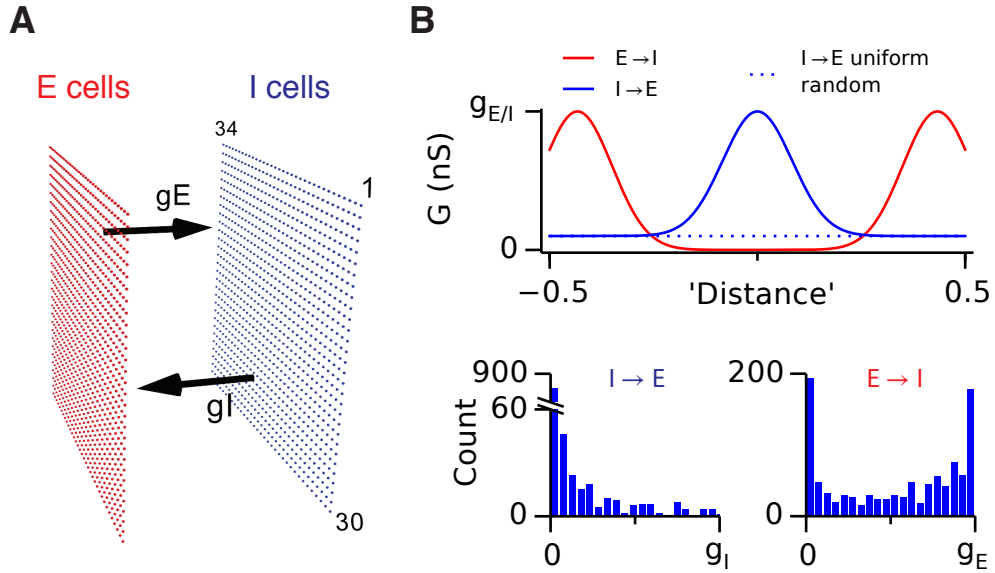 A
B
E cells
I cells
34
1
gE
gI
30
E→I
I→E
I→E uniform
random
g_E/I
G (nS)
0
−0.5
'Distance'
0.5
900
60
Count
0
I → E
0
g_I
200
E → I
0
0
g_E